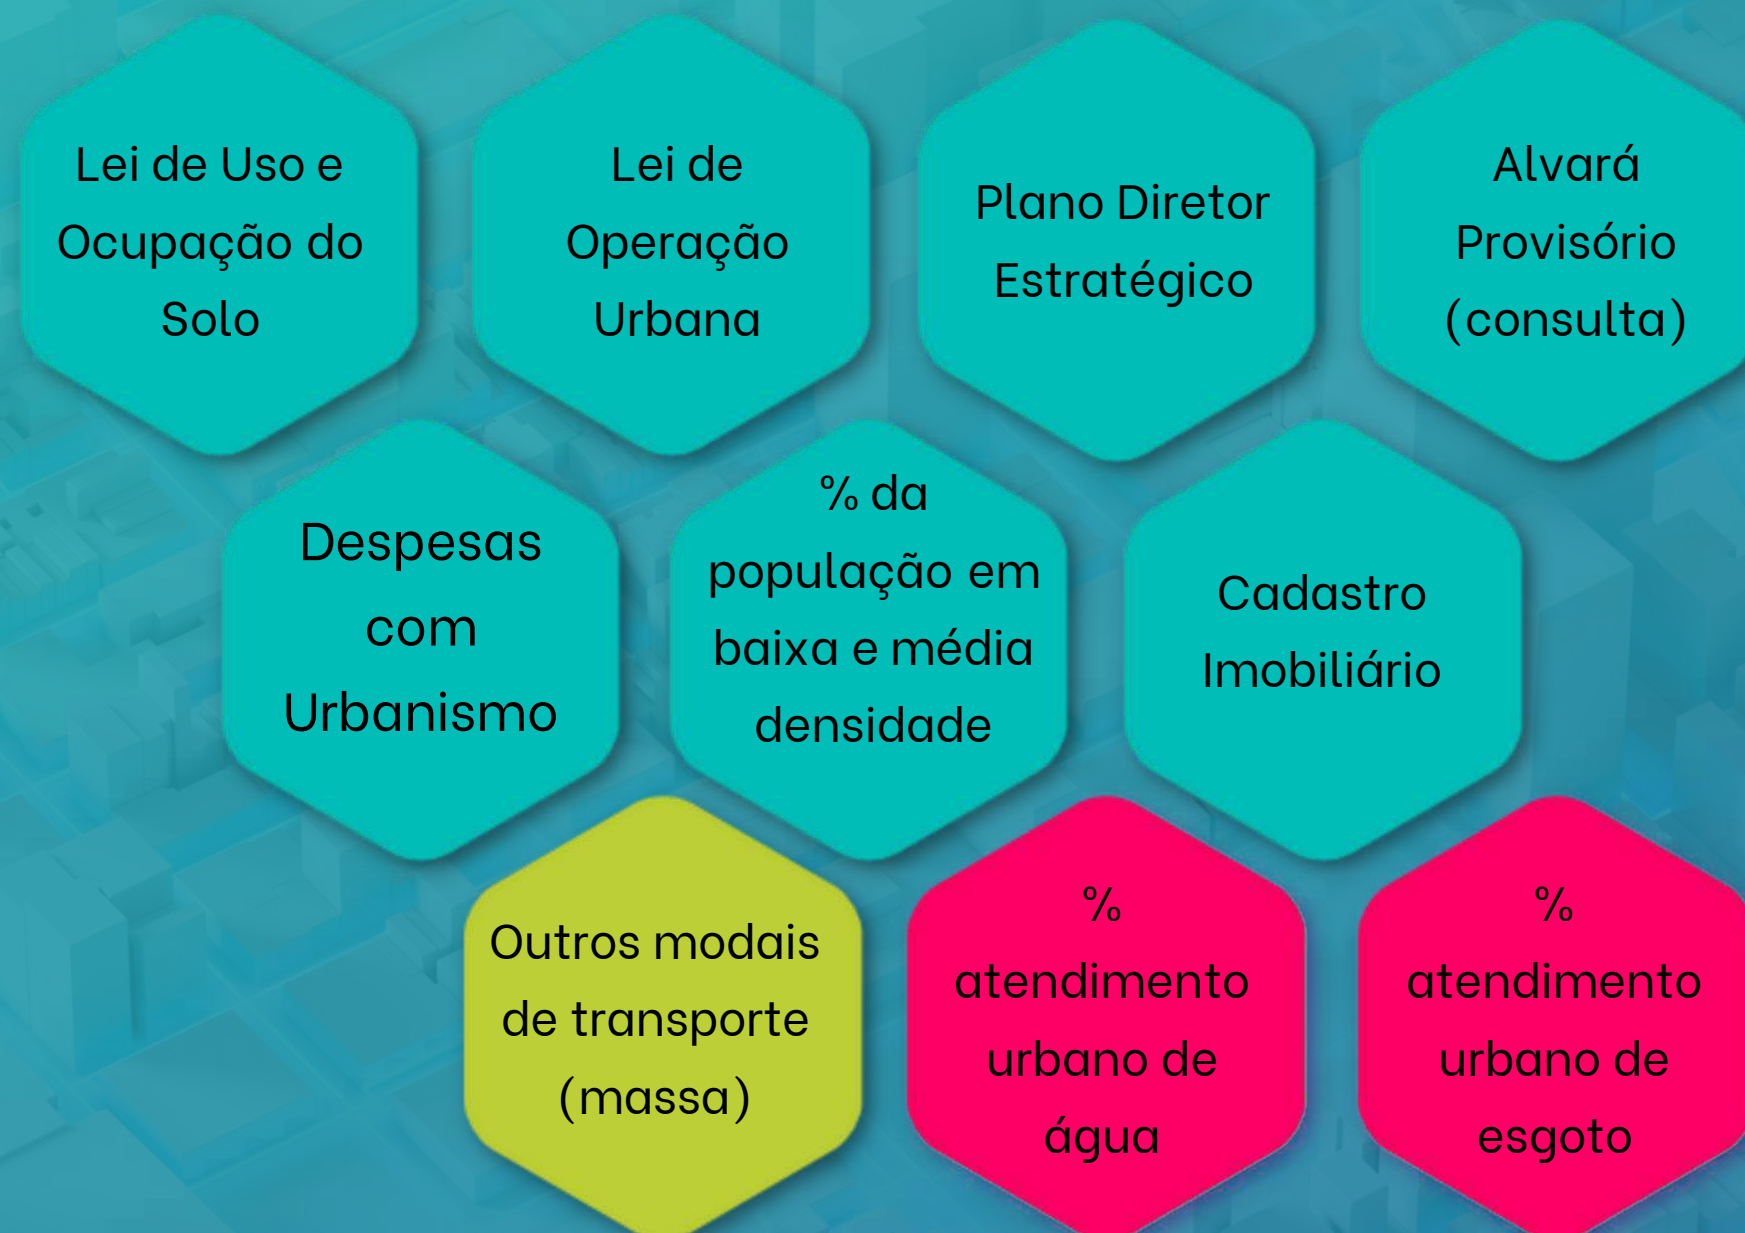 Lei de Uso e
Ocupação do
Solo
Lei de
Operação
Urbana
Plano Diretor
Estratégico
Alvará
Provisório
(consulta)
Despesas
com
Urbanismo
% da
população em
baixa e média
densidade
Cadastro
Imobiliário
Outros modais
de transporte
(massa)
%
atendimento
urbano de
água
%
atendimento
urbano de
esgoto